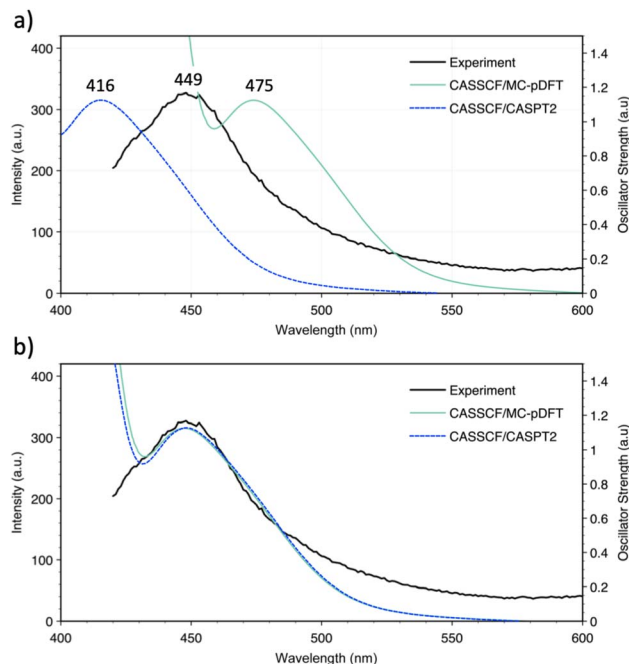 a)
400
300
200
100
0
Intensity (a.u.)
416
449
475
Experiment
CASSCF/MC-pDFT
CASSCF/CASPT2
1.4
1.2
1
0.8
0.6
0.4
0.2
0
Oscillator Strength (a.u)
400 450 500 550 600
Wavelength (nm)
b)
400
300
200
100
0
Intensity (a.u.)
Experiment
CASSCF/MC-pDFT
CASSCF/CASPT2
1.4
1.2
1
0.8
0.6
0.4
0.2
0
Oscillator Strength (a.u)
400 450 500 550 600
Wavelength (nm)